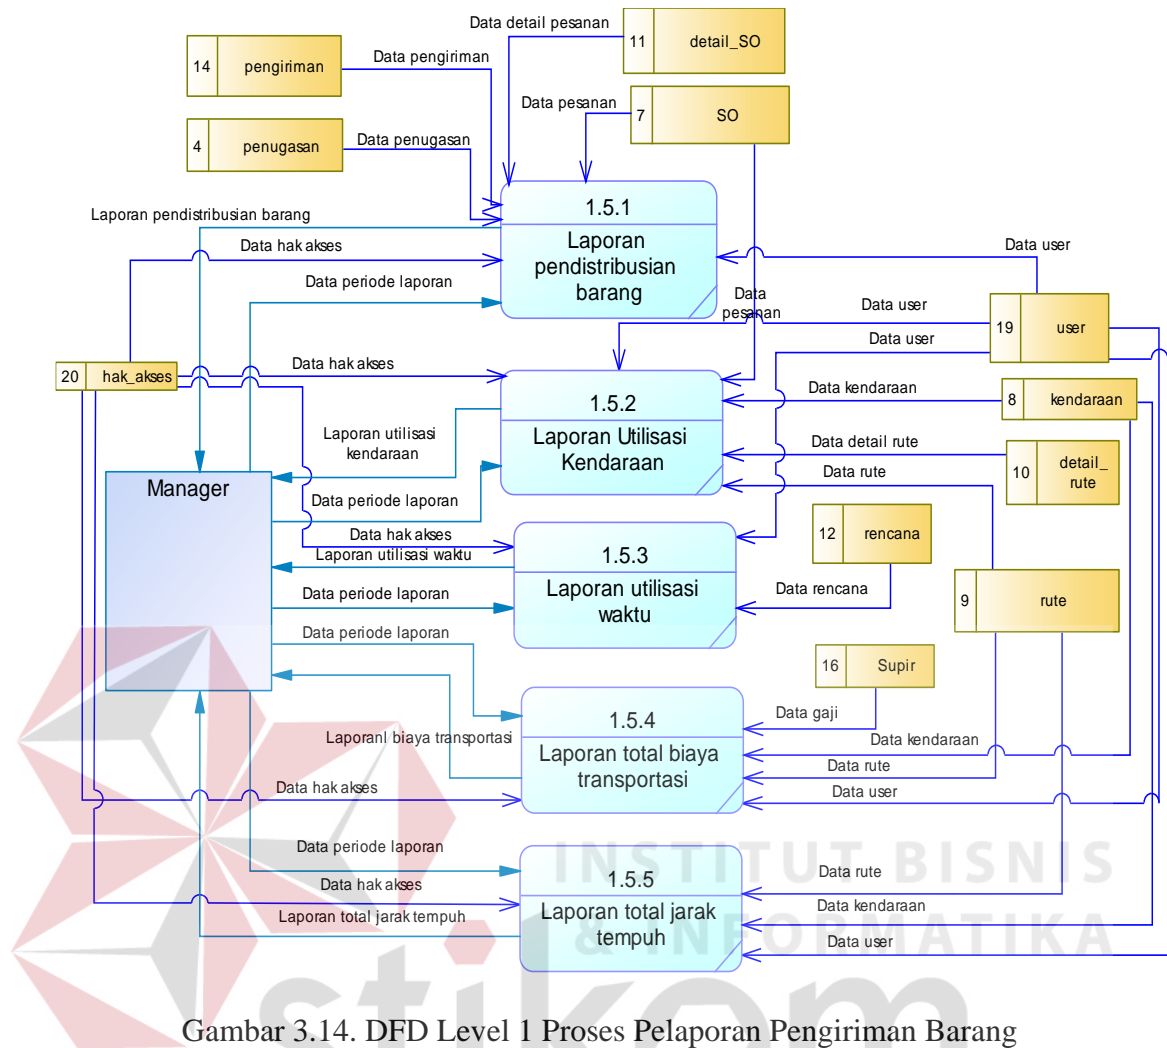 Data detail pesanan
11 detail_SO
14 pengiriman
Data pengiriman
Data pesanan
7 SO
4 penugasan
Data penugasan
1.5.1
Laporan
pendistribusian
barang
Laporan pendistribusian barang
Data hak akses
Data user
Data periode laporan
Data
pesanan
Data user
19 user
Data user
20 hak_akses
Data hak akses
1.5.2
Laporan Utilisasi
Kendaraan
Data kendaraan
8 kendaraan
Laporan utilisasi
kendaraan
Data detail rute
10 detail_
rute
Data rute
Manager
Data periode laporan
Data hak akses
Laporan utilisasi waktu
1.5.3
Laporan utilisasi
waktu
12 rencana
Data rencana
Data periode laporan
9 rute
Data periode laporan
16 Supir
Data gaji
1.5.4
Laporan total biaya
transportasi
Laporanl biaya transportasi
Data kendaraan
Data rute
Data hak akses
Data user
Data periode laporan
1.5.5
Laporan total jarak
tempuh
Data rute
Data hak akses
Data kendaraan
Laporan total jarak tempuh
Data user
INSTITUT BISNIS
& INFORMATIKA
stikom
Gambar 3.14. DFD Level 1 Proses Pelaporan Pengiriman Barang